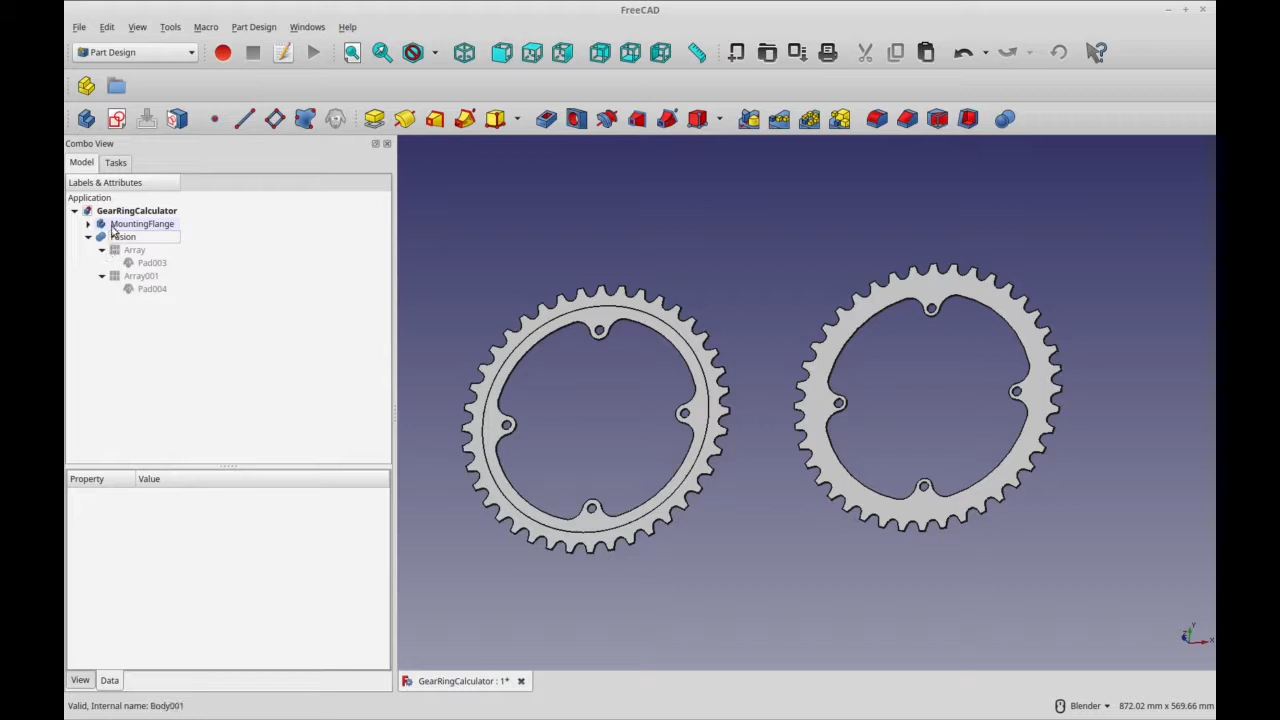 FreeCAD
File Edit View Tools Macro Part Design Windows Help
Part Design
Combo View
Model Tasks
Labels & Attributes
Application
GearRingCalculator
MountingFlange
Fusion
Array
Pad003
Array001
Pad004
Property Value
View Data
GearRingCalculator : 1*
Y
Z
X
Valid, Internal name: Body001
Blender
872.02 mm x 569.66 mm